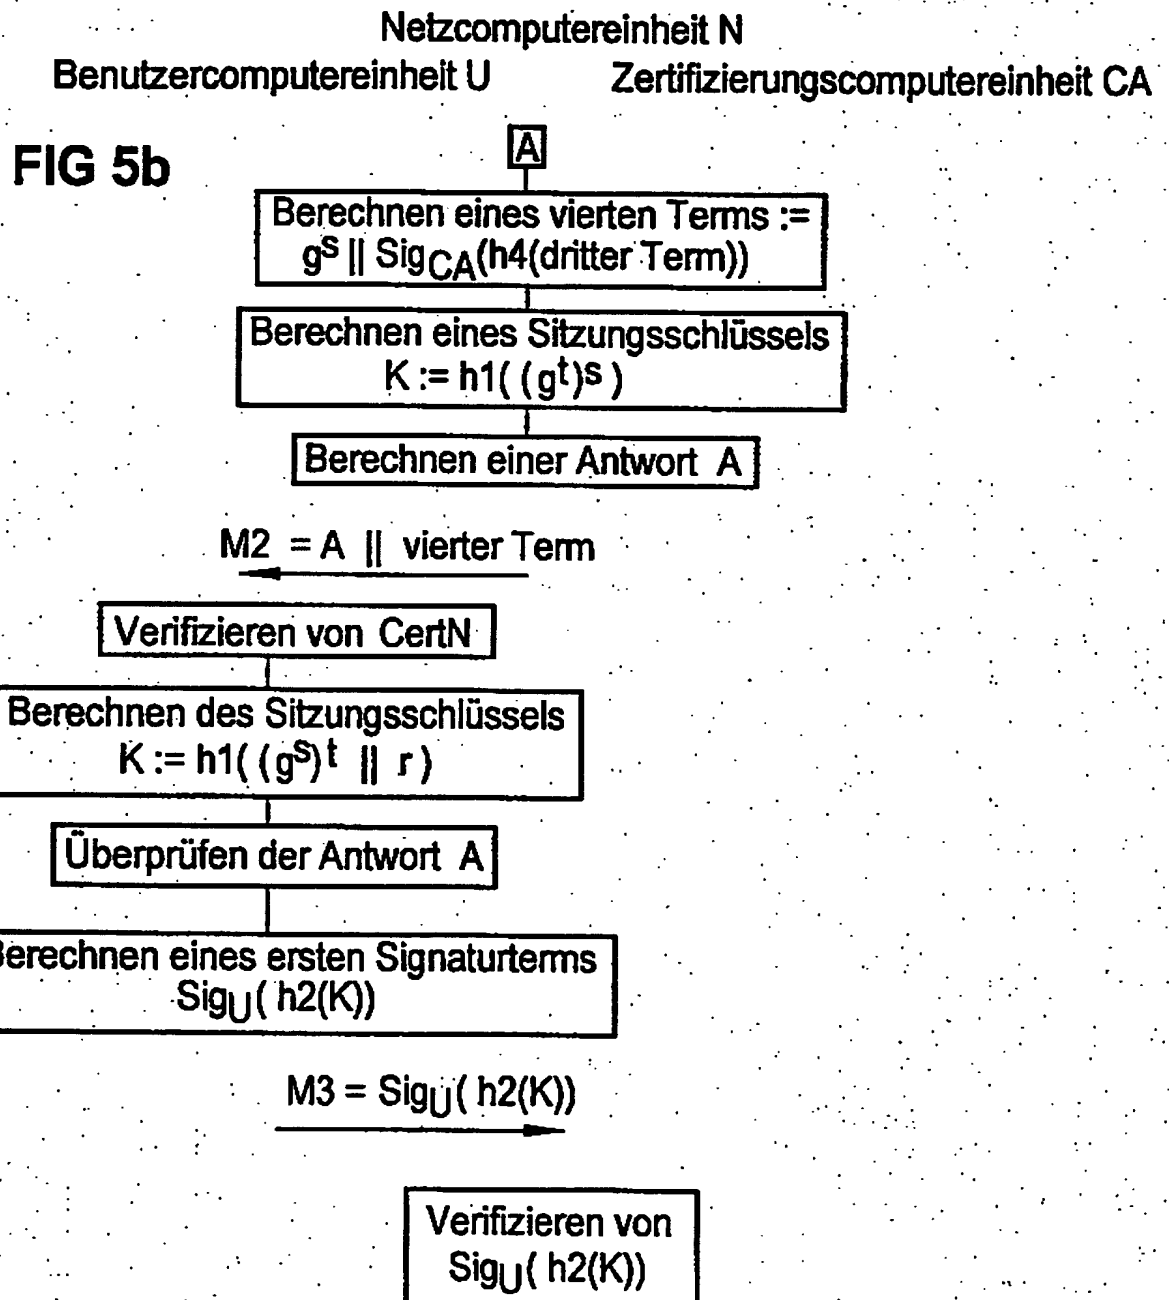 Netzcomputereinheit N
Benutzercomputereinheit U Zertifizierungscomputereinheit CA
FIG 5b
A
Berechnen eines vierten Terms :=
g^s || Sig_CA(h4(dritter Term))
Berechnen eines Sitzungsschlüssels
K := h1( (g^t)^s )
Berechnen einer Antwort A
M2 = A || vierter Term
Verifizieren von CertN
Berechnen des Sitzungsschlüssels
K := h1( (g^s)^t || r )
Überprüfen der Antwort A
Berechnen eines ersten Signaturterms
Sig_U( h2(K))
M3 = Sig_U( h2(K))
Verifizieren von
Sig_U( h2(K))